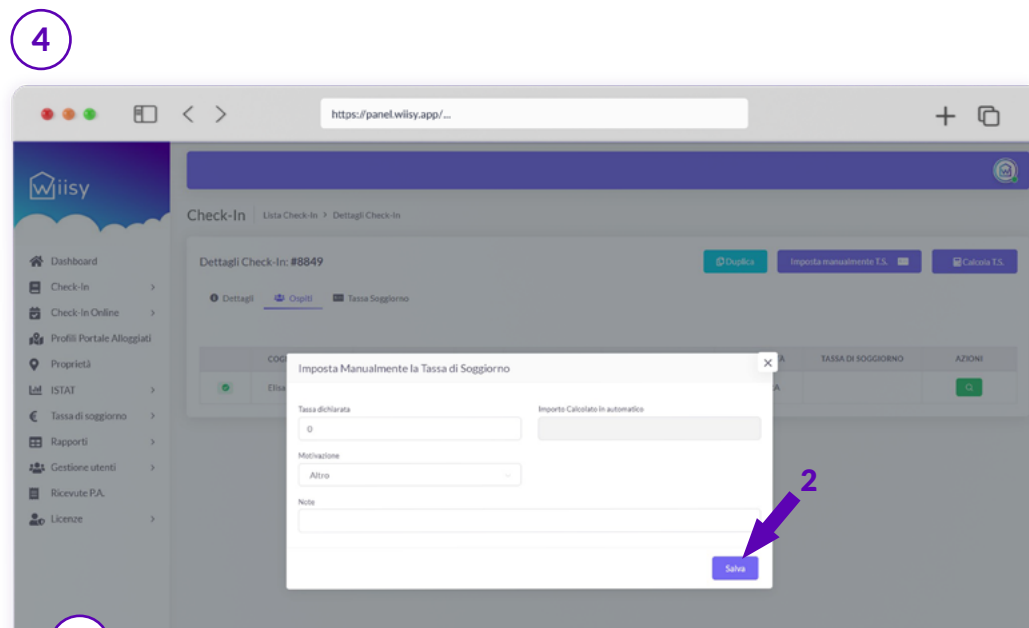 4
https://panel.wiisy.app/...
wiisy
Check-In Lista Check-In > Dettagli Check-In
Dashboard
Check-In
Check-In Online
Profili Portale Alloggiati
Proprietà
ISTAT
Tassa di soggiorno
Rapporti
Gestione utenti
Ricevute P.A.
Licenze
Dettagli Check-In: #8849
Duplica
Imposta manualmente T.S.
Calcola T.S.
Dettagli
Ospiti
Tassa Soggiorno
COG
A
TASSA DI SOGGIORNO
AZIONI
Elisa
A
Imposta Manualmente la Tassa di Soggiorno
Tassa dichiarata
Importo Calcolato in automatico
0
Motivazione
Altro
Note
2
Salva